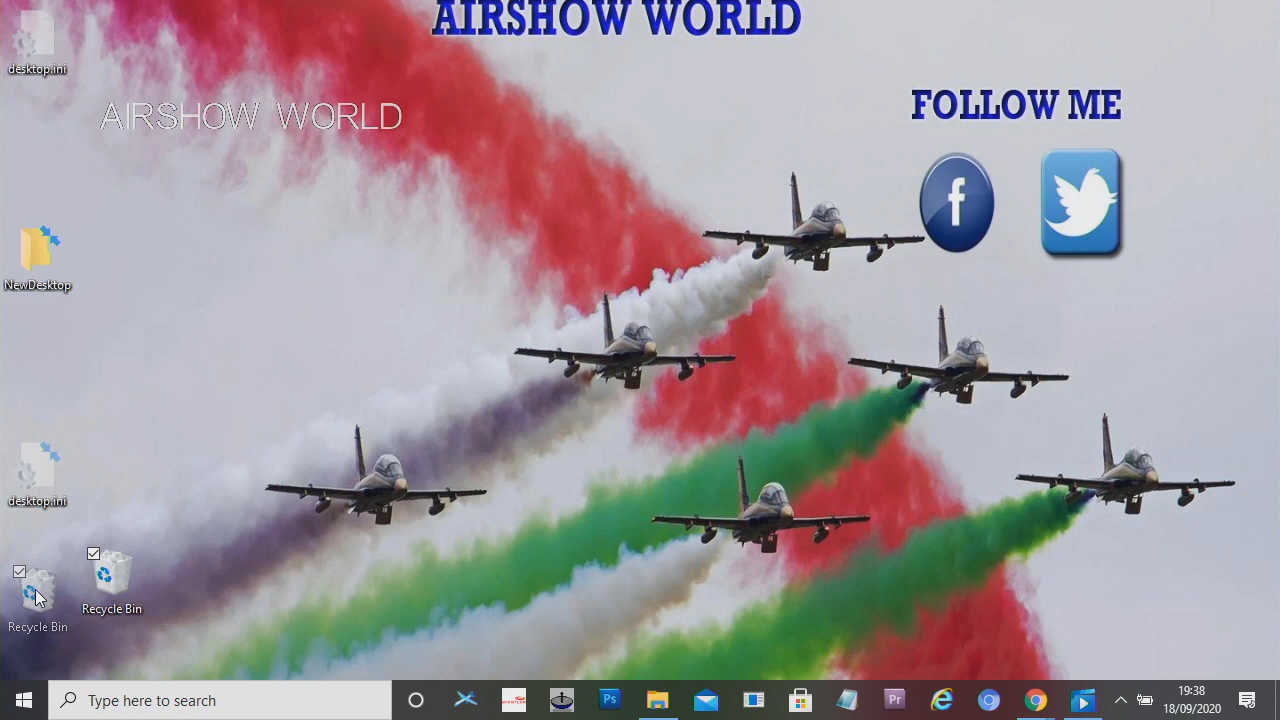 AIRSHOW WORLD
desktop.ini
AIRSHOW WORLD
FOLLOW ME
f
NewDesktop
desktop.ini
Recycle Bin
Recycle Bin
Type here to search
Ps
Pr
19:38
18/09/2020